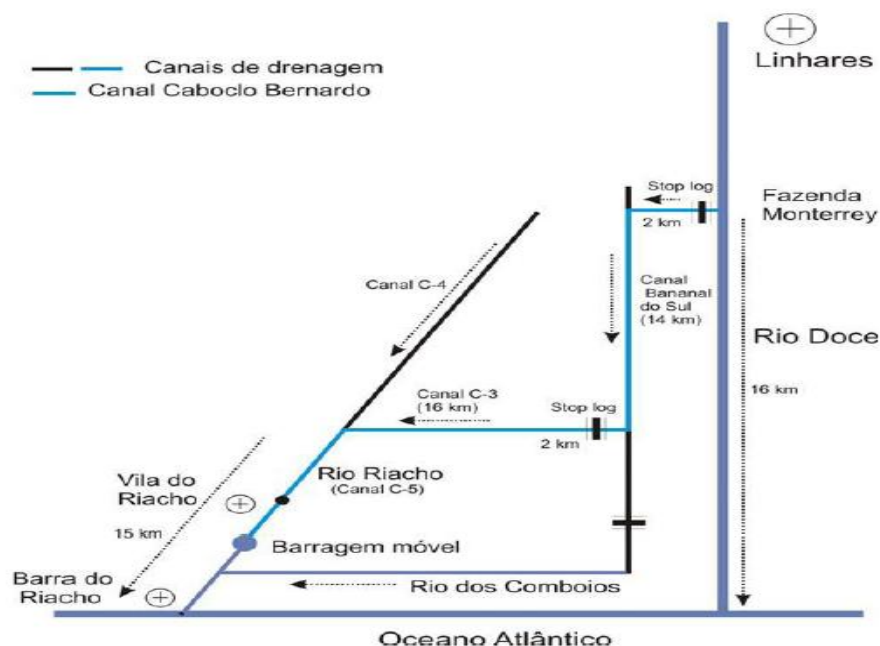 Linhares
Canais de drenagem
Canal Caboclo Bernardo
Stop log
2 km
Fazenda
Monterrey
Canal C-4
Canal
Bananal
do Sul
(14 km)
Rio Doce
16 km
Canal C-3
(16 km)
Stop log
2 km
Vila do
Riacho
Rio Riacho
(Canal C-5)
15 km
Barragem móvel
Barra do
Riacho
Rio dos Comboios
Oceano Atlântico